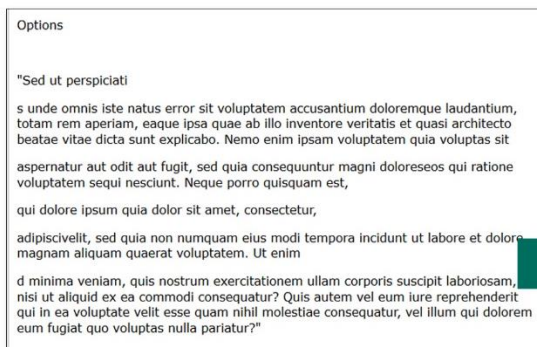 Options
"Sed ut perspiciati
s unde omnis iste natus error sit voluptatem accusantium doloremque laudantium,
totam rem aperiam, eaque ipsa quae ab illo inventore veritatis et quasi architecto
beatae vitae dicta sunt explicabo. Nemo enim ipsam voluptatem quia voluptas sit
aspernatur aut odit aut fugit, sed quia consequuntur magni doloreseos qui ratione
voluptatem sequi nesciunt. Neque porro quisquam est,
qui dolore ipsum quia dolor sit amet, consectetur,
adipiscivelit, sed quia non numquam eius modi tempora incidunt ut labore et dolore
magnam aliquam quaerat voluptatem. Ut enim
d minima veniam, quis nostrum exercitationem ullam corporis suscipit laboriosam,
nisi ut aliquid ex ea commodi consequatur? Quis autem vel eum iure reprehenderit
qui in ea voluptate velit esse quam nihil molestiae consequatur, vel illum qui dolorem
eum fugiat quo voluptas nulla pariatur?"